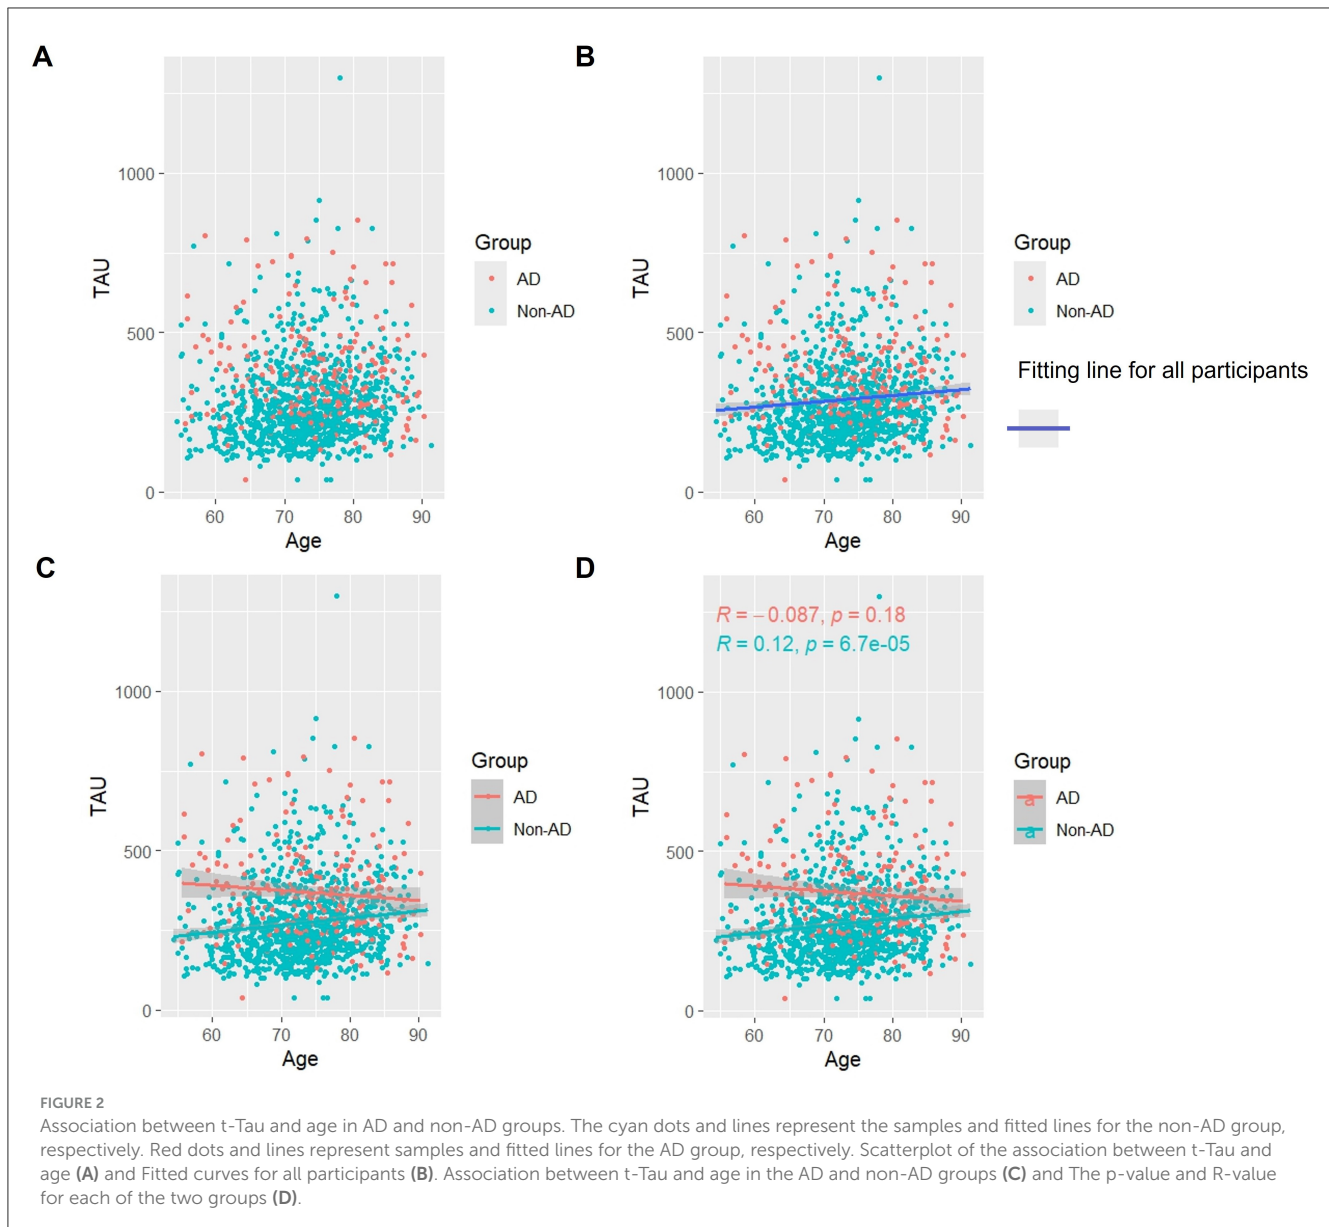 A
B
1000
500
0
TAU
60 70 80 90
Age
Group
AD
Non-AD
1000
500
0
TAU
60 70 80 90
Age
Group
AD
Non-AD
Fitting line for all participants
C
D
1000
500
0
TAU
60 70 80 90
Age
Group
AD
Non-AD
R = −0.087, p = 0.18
R = 0.12, p = 6.7e-05
1000
500
0
TAU
60 70 80 90
Age
Group
a AD
a Non-AD
FIGURE 2
Association between t-Tau and age in AD and non-AD groups. The cyan dots and lines represent the samples and fitted lines for the non-AD group,
respectively. Red dots and lines represent samples and fitted lines for the AD group, respectively. Scatterplot of the association between t-Tau and
age (A) and Fitted curves for all participants (B). Association between t-Tau and age in the AD and non-AD groups (C) and The p-value and R-value
for each of the two groups (D).